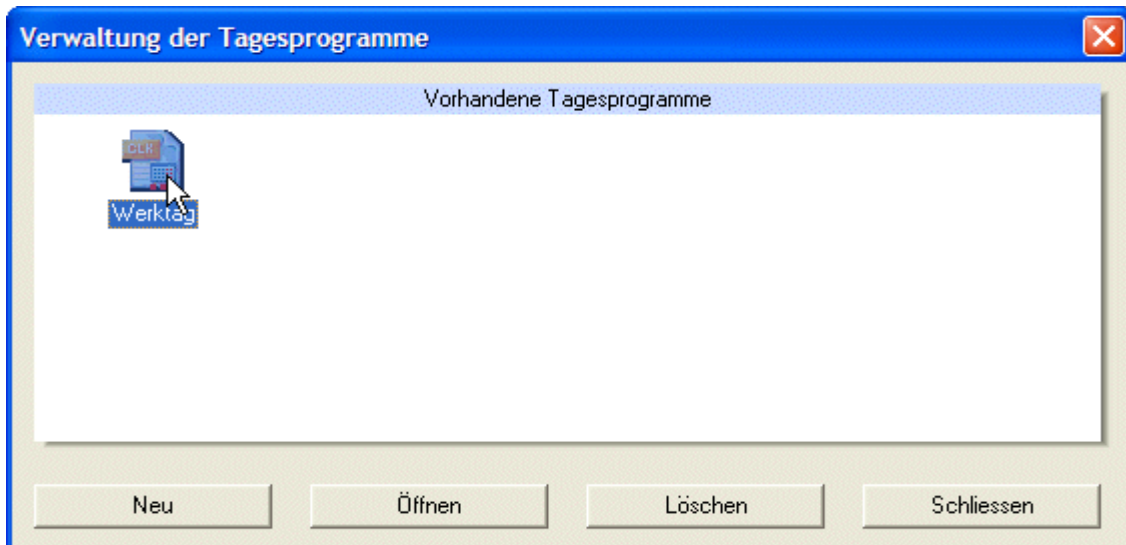 Verwaltung der Tagesprogramme
Vorhandene Tagesprogramme
Werktag
Neu
Öffnen
Löschen
Schliessen